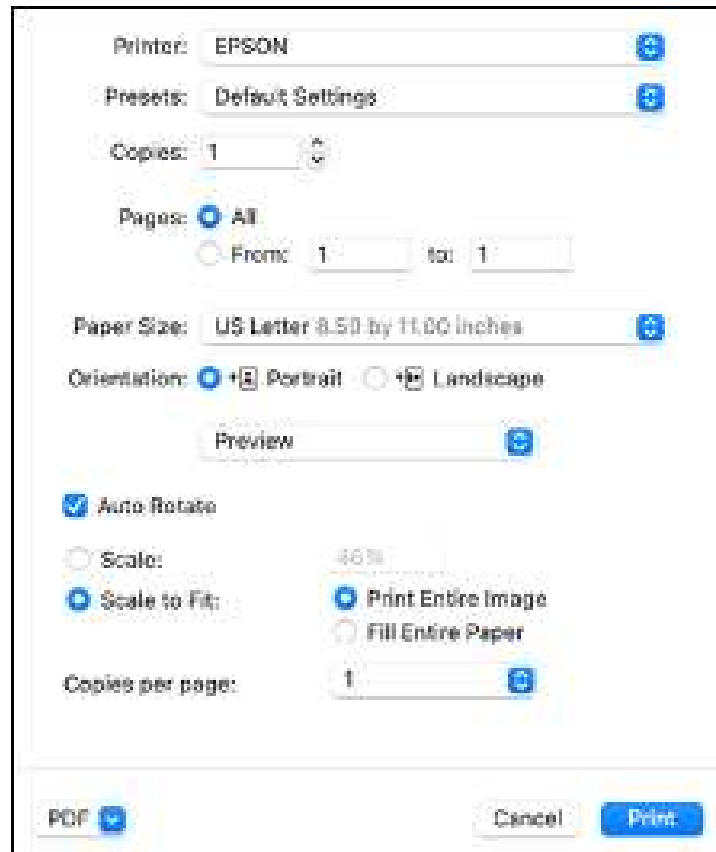 Printer: EPSON
Presets: Default Settings
Copies: 1
Pages: All
From: 1 to: 1
Paper Size: US Letter 8.50 by 11.00 inches
Orientation: Portrait Landscape
Preview
Auto Rotate
Scale: 46%
Scale to Fit: Print Entire Image
Fill Entire Paper
Copies per page: 1
PDF Cancel Print